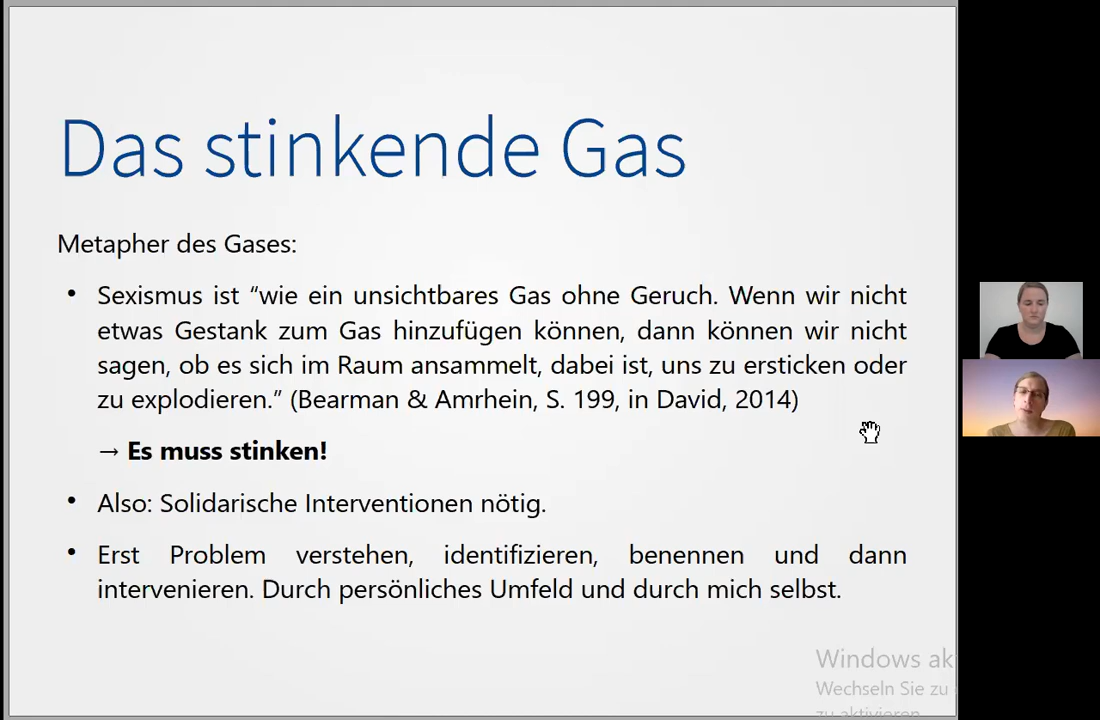 Das stinkende Gas
Metapher des Gases:
• Sexismus ist “wie ein unsichtbares Gas ohne Geruch. Wenn wir nicht
etwas Gestank zum Gas hinzufügen können, dann können wir nicht
sagen, ob es sich im Raum ansammelt, dabei ist, uns zu ersticken oder
zu explodieren.” (Bearman & Amrhein, S. 199, in David, 2014)
→ Es muss stinken!
• Also: Solidarische Interventionen nötig.
• Erst Problem verstehen, identifizieren, benennen und dann
intervenieren. Durch persönliches Umfeld und durch mich selbst.
Windows ak
Wechseln Sie zu
zu aktivieren